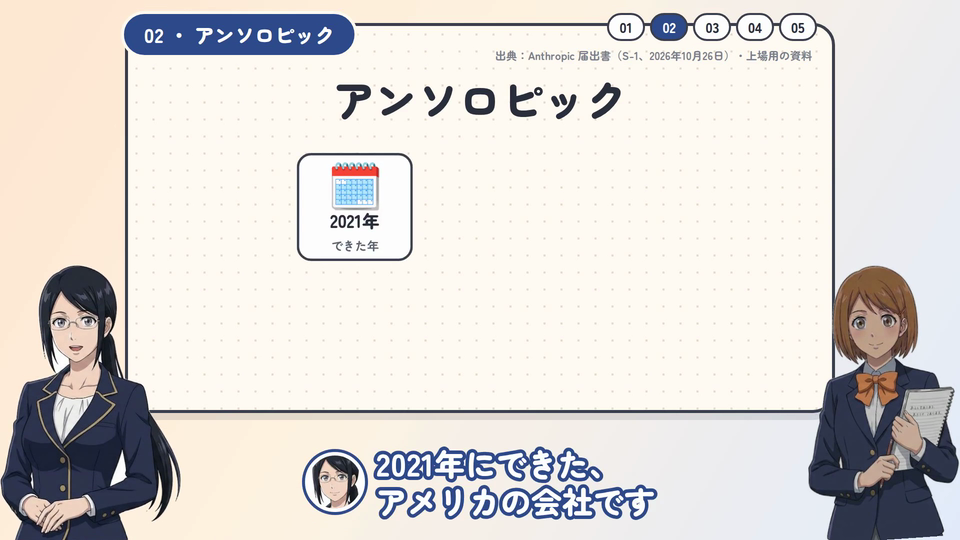 02 ・ アンソロピック
01 02 03 04 05
出典：Anthropic 届出書（S-1、2026年10月26日）・上場用の資料
アンソロピック
2021年
できた年
2021年にできた、
アメリカの会社です